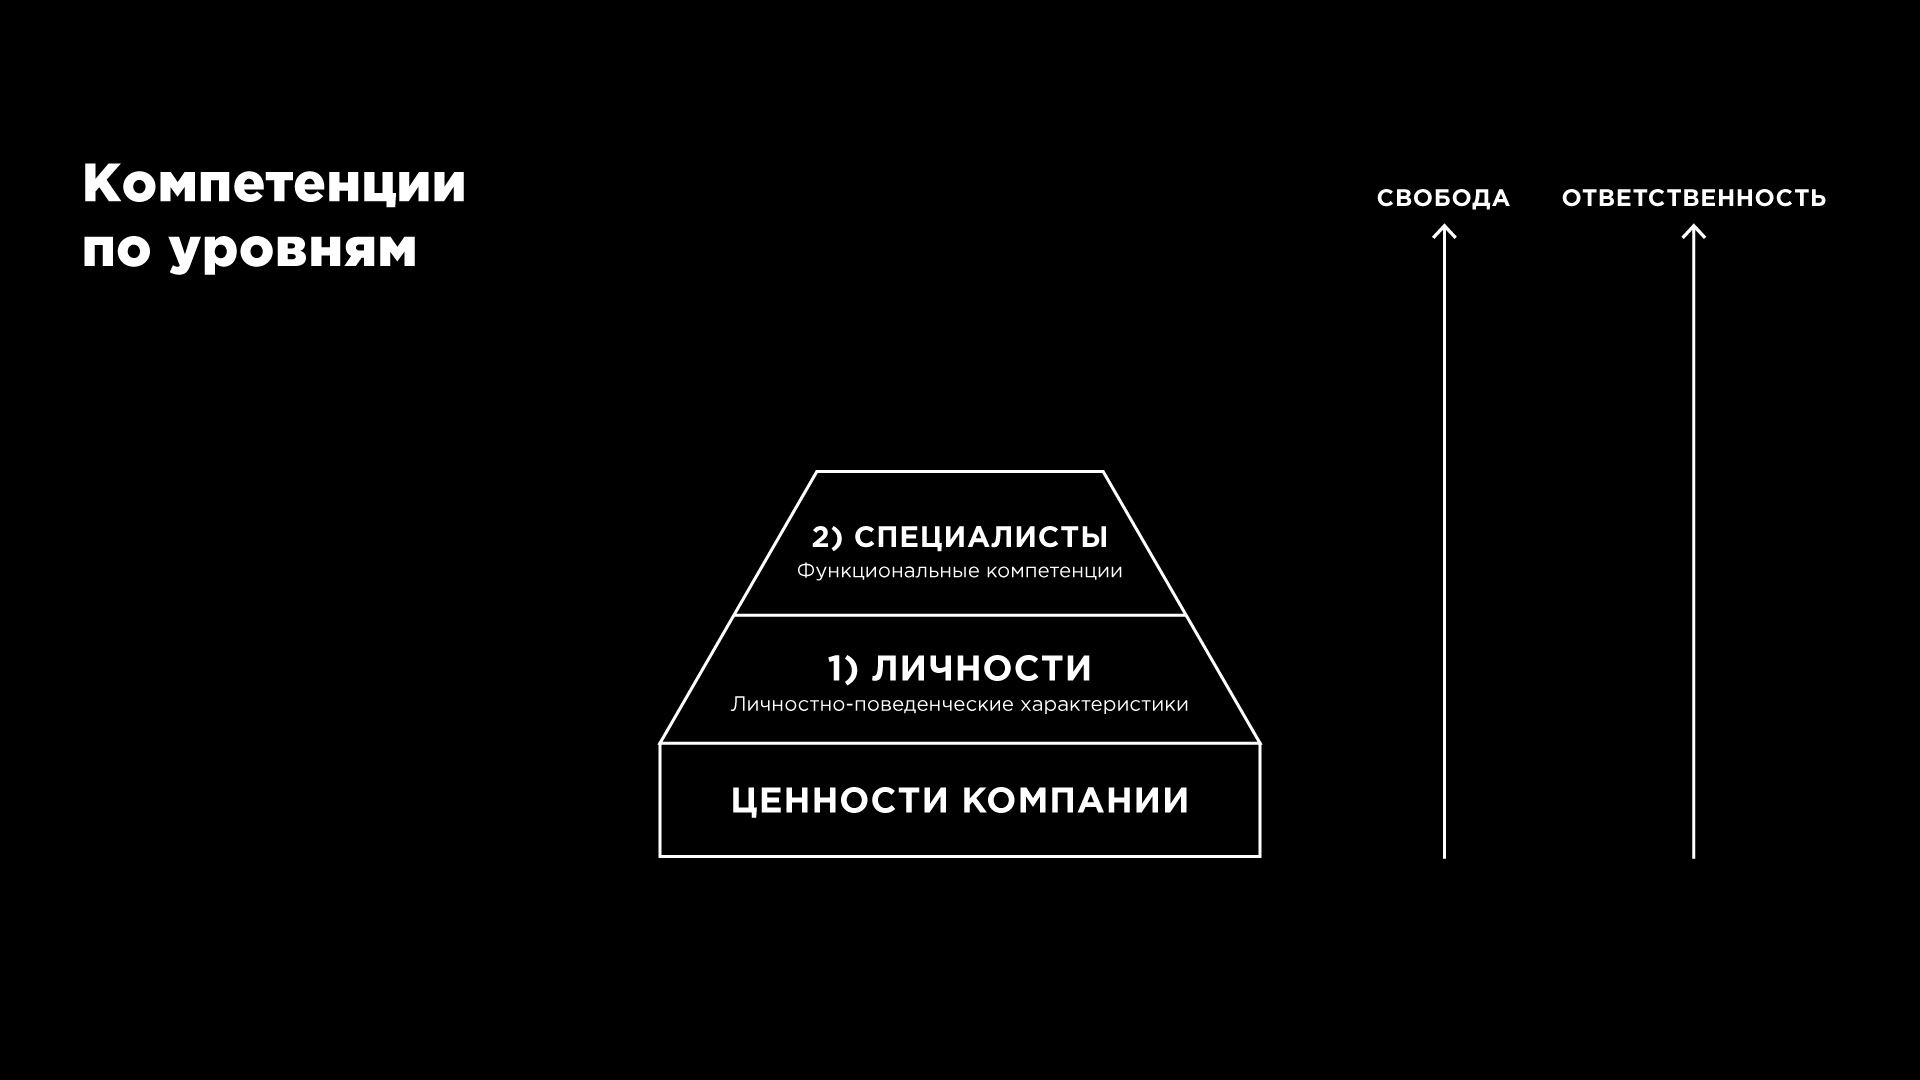 Компетенции
по уровням
СВОБОДА
ОТВЕТСТВЕННОСТЬ
2) СПЕЦИАЛИСТЫ
Функциональные компетенции
1) ЛИЧНОСТИ
Личностно-поведенческие характеристики
ЦЕННОСТИ КОМПАНИИ